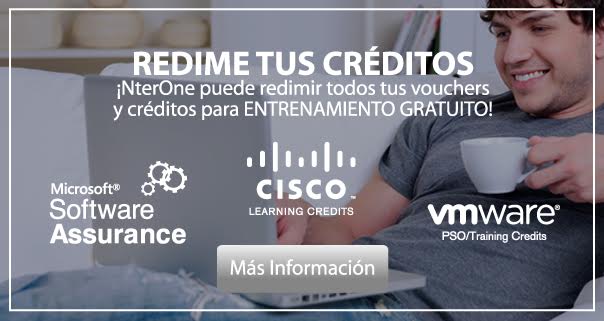 REDIME TUS CRÉDITOS
¡NterOne puede redimir todos tus vouchers
y créditos para ENTRENAMIENTO GRATUITO!
Microsoft®
Software
Assurance
CISCO™
LEARNING CREDITS
vmware®
PSO/Training Credits
Más Información